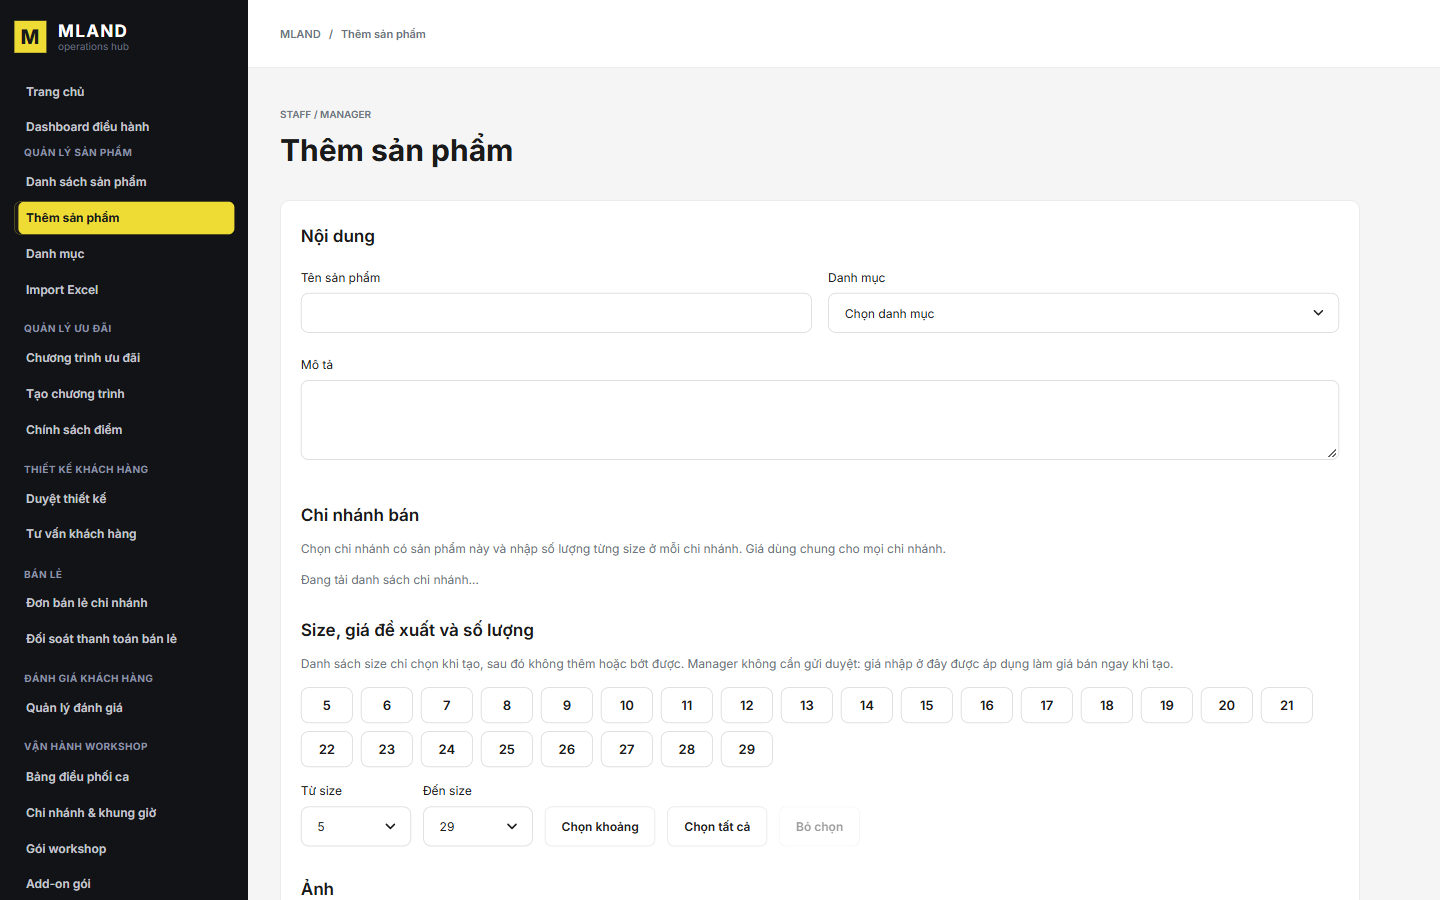 M
MLAND
operations hub
Trang chủ
Dashboard điều hành
QUẢN LÝ SẢN PHẨM
Danh sách sản phẩm
Thêm sản phẩm
Danh mục
Import Excel
QUẢN LÝ ƯU ĐÃI
Chương trình ưu đãi
Tạo chương trình
Chính sách điểm
THIẾT KẾ KHÁCH HÀNG
Duyệt thiết kế
Tư vấn khách hàng
BÁN LẺ
Đơn bán lẻ chi nhánh
Đối soát thanh toán bán lẻ
ĐÁNH GIÁ KHÁCH HÀNG
Quản lý đánh giá
VẬN HÀNH WORKSHOP
Bảng điều phối ca
Chi nhánh & khung giờ
Gói workshop
Add-on gói
MLAND / Thêm sản phẩm
STAFF / MANAGER
Thêm sản phẩm
Nội dung
Tên sản phẩm
Danh mục
Chọn danh mục
Mô tả
Chi nhánh bán
Chọn chi nhánh có sản phẩm này và nhập số lượng từng size ở mỗi chi nhánh. Giá dùng chung cho mọi chi nhánh.
Đang tải danh sách chi nhánh...
Size, giá đề xuất và số lượng
Danh sách size chỉ chọn khi tạo, sau đó không thêm hoặc bớt được. Manager không cần gửi duyệt: giá nhập ở đây được áp dụng làm giá bán ngay khi tạo.
5 6 7 8 9 10 11 12 13 14 15 16 17 18 19 20 21
22 23 24 25 26 27 28 29
Từ size Đến size
5 29 Chọn khoảng Chọn tất cả Bỏ chọn
Ảnh